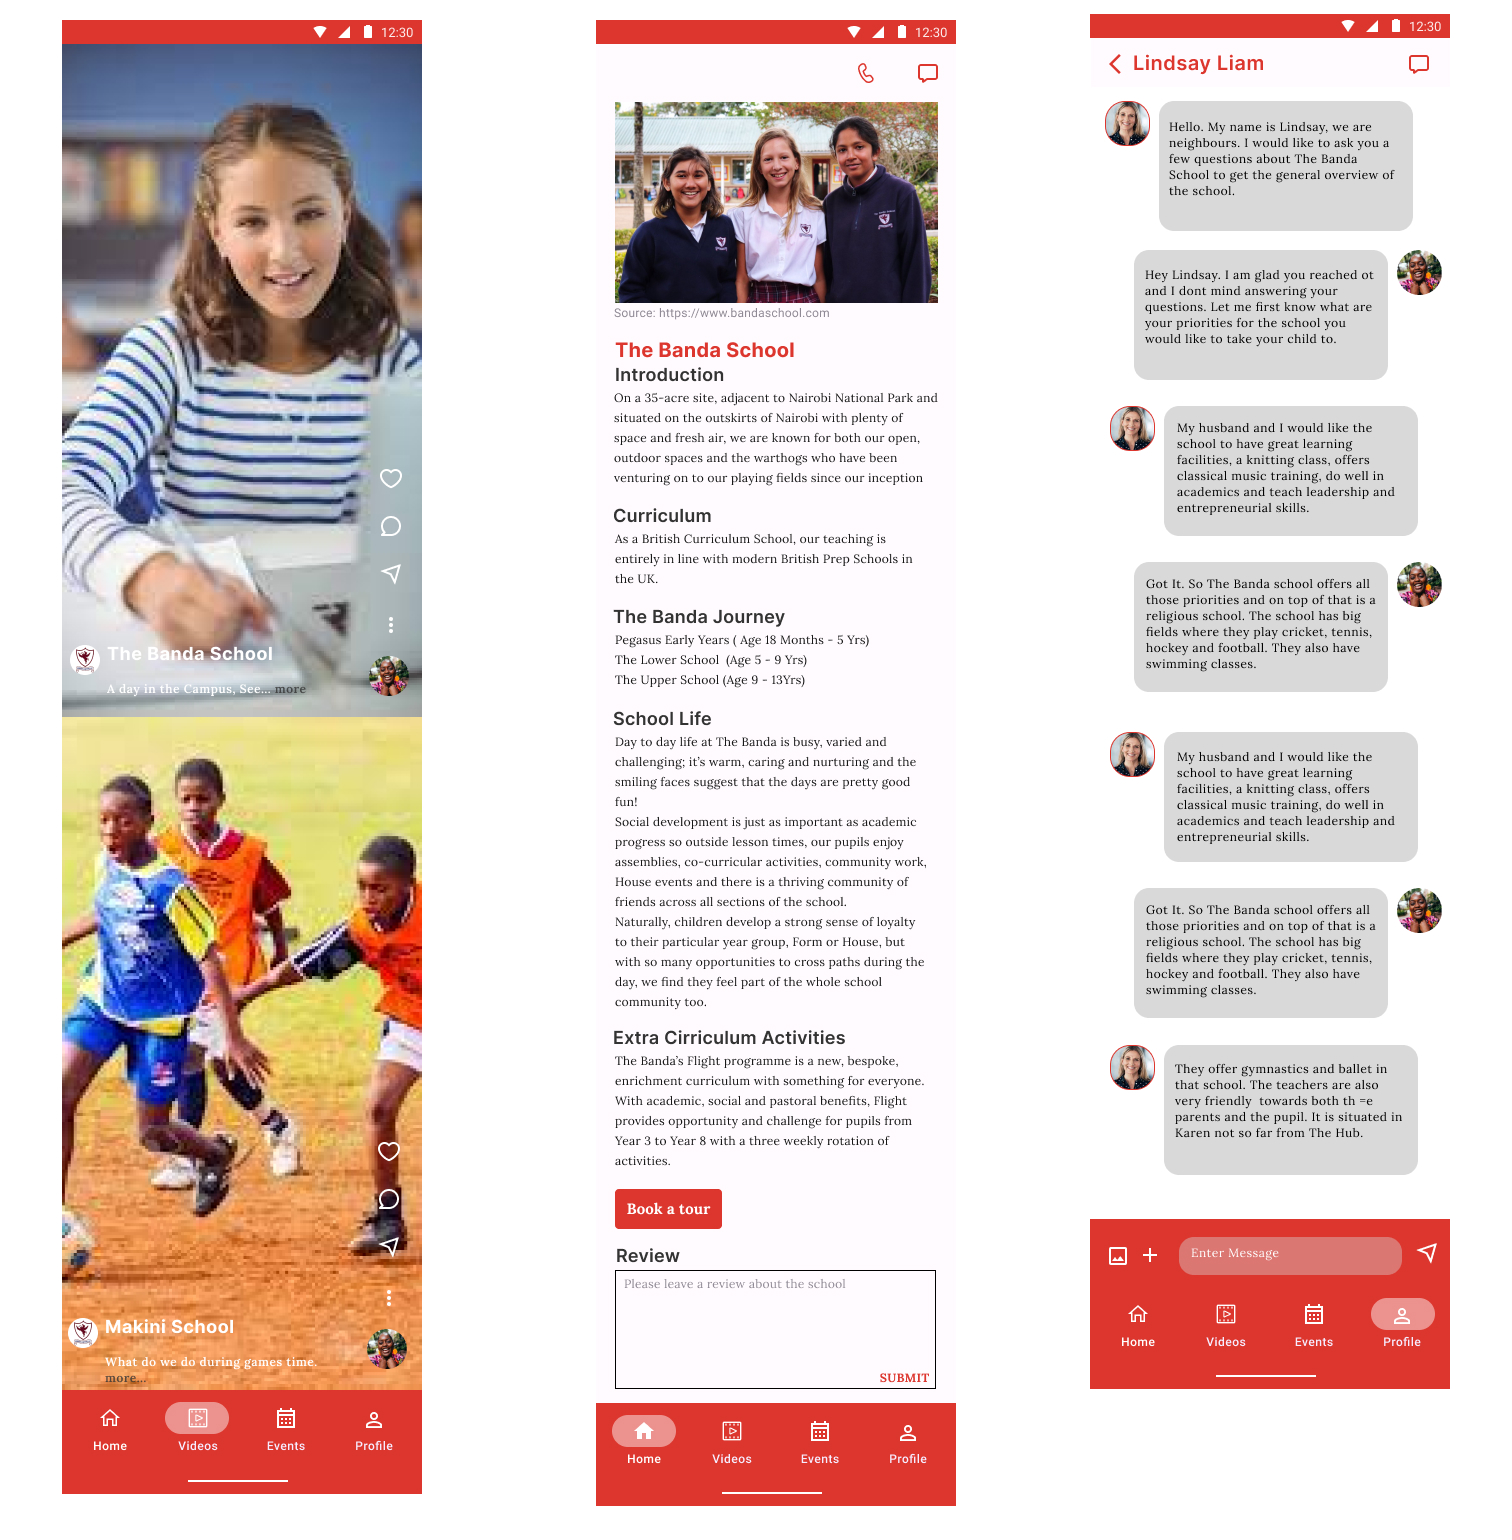 12:30
The Banda School
A day in the Campus, See... more
Makini School
What do we do during games time.
more...
Home
Videos
Events
Profile
12:30
Source: https://www.bandaschool.com
The Banda School
Introduction
On a 35-acre site, adjacent to Nairobi National Park and
situated on the outskirts of Nairobi with plenty of
space and fresh air, we are known for both our open,
outdoor spaces and the warthogs who have been
venturing on to our playing fields since our inception
Curriculum
As a British Curriculum School, our teaching is
entirely in line with modern British Prep Schools in
the UK.
The Banda Journey
Pegasus Early Years ( Age 18 Months - 5 Yrs)
The Lower School  (Age 5 - 9 Yrs)
The Upper School (Age 9 - 13Yrs)
School Life
Day to day life at The Banda is busy, varied and
challenging; it's warm, caring and nurturing and the
smiling faces suggest that the days are pretty good
fun!
Social development is just as important as academic
progress so outside lesson times, our pupils enjoy
assemblies, co-curricular activities, community work,
House events and there is a thriving community of
friends across all sections of the school.
Naturally, children develop a strong sense of loyalty
to their particular year group, Form or House, but
with so many opportunities to cross paths during the
day, we find they feel part of the whole school
community too.
Extra Cirriculum Activities
The Banda's Flight programme is a new, bespoke,
enrichment curriculum with something for everyone.
With academic, social and pastoral benefits, Flight
provides opportunity and challenge for pupils from
Year 3 to Year 8 with a three weekly rotation of
activities.
Book a tour
Review
Please leave a review about the school
SUBMIT
Home
Videos
Events
Profile
12:30
Lindsay Liam
Hello. My name is Lindsay, we are
neighbours. I would like to ask you a
few questions about The Banda
School to get the general overview of
the school.
Hey Lindsay. I am glad you reached ot
and I dont mind answering your
questions. Let me first know what are
your priorities for the school you
would like to take your child to.
My husband and I would like the
school to have great learning
facilities, a knitting class, offers
classical music training, do well in
academics and teach leadership and
entrepreneurial skills.
Got It. So The Banda school offers all
those priorities and on top of that is a
religious school. The school has big
fields where they play cricket, tennis,
hockey and football. They also have
swimming classes.
My husband and I would like the
school to have great learning
facilities, a knitting class, offers
classical music training, do well in
academics and teach leadership and
entrepreneurial skills.
Got It. So The Banda school offers all
those priorities and on top of that is a
religious school. The school has big
fields where they play cricket, tennis,
hockey and football. They also have
swimming classes.
They offer gymnastics and ballet in
that school. The teachers are also
very friendly  towards both th =e
parents and the pupil. It is situated in
Karen not so far from The Hub.
Enter Message
Home
Videos
Events
Profile